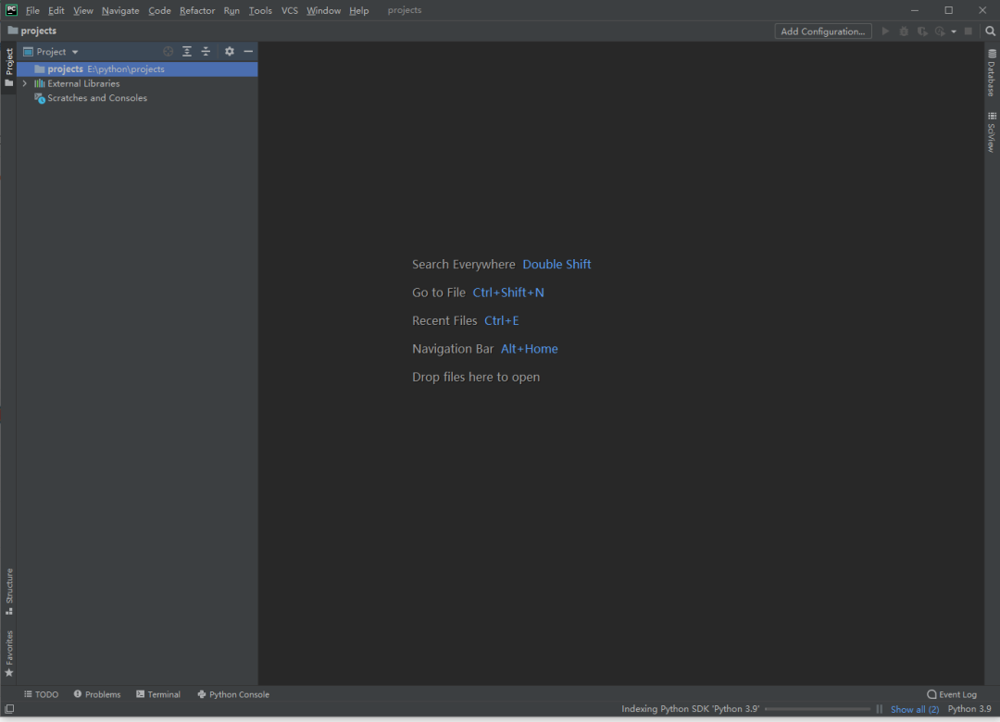 PC File Edit View Navigate Code Refactor Run Tools VCS Window Help projects
projects Add Configuration...
Project Project
projects E:\python\projects
External Libraries
Scratches and Consoles
Database
SciView
Search Everywhere Double Shift
Go to File Ctrl+Shift+N
Recent Files Ctrl+E
Navigation Bar Alt+Home
Drop files here to open
Structure
Favorites
TODO Problems Terminal Python Console Event Log
Indexing Python SDK 'Python 3.9' Show all (2) Python 3.9